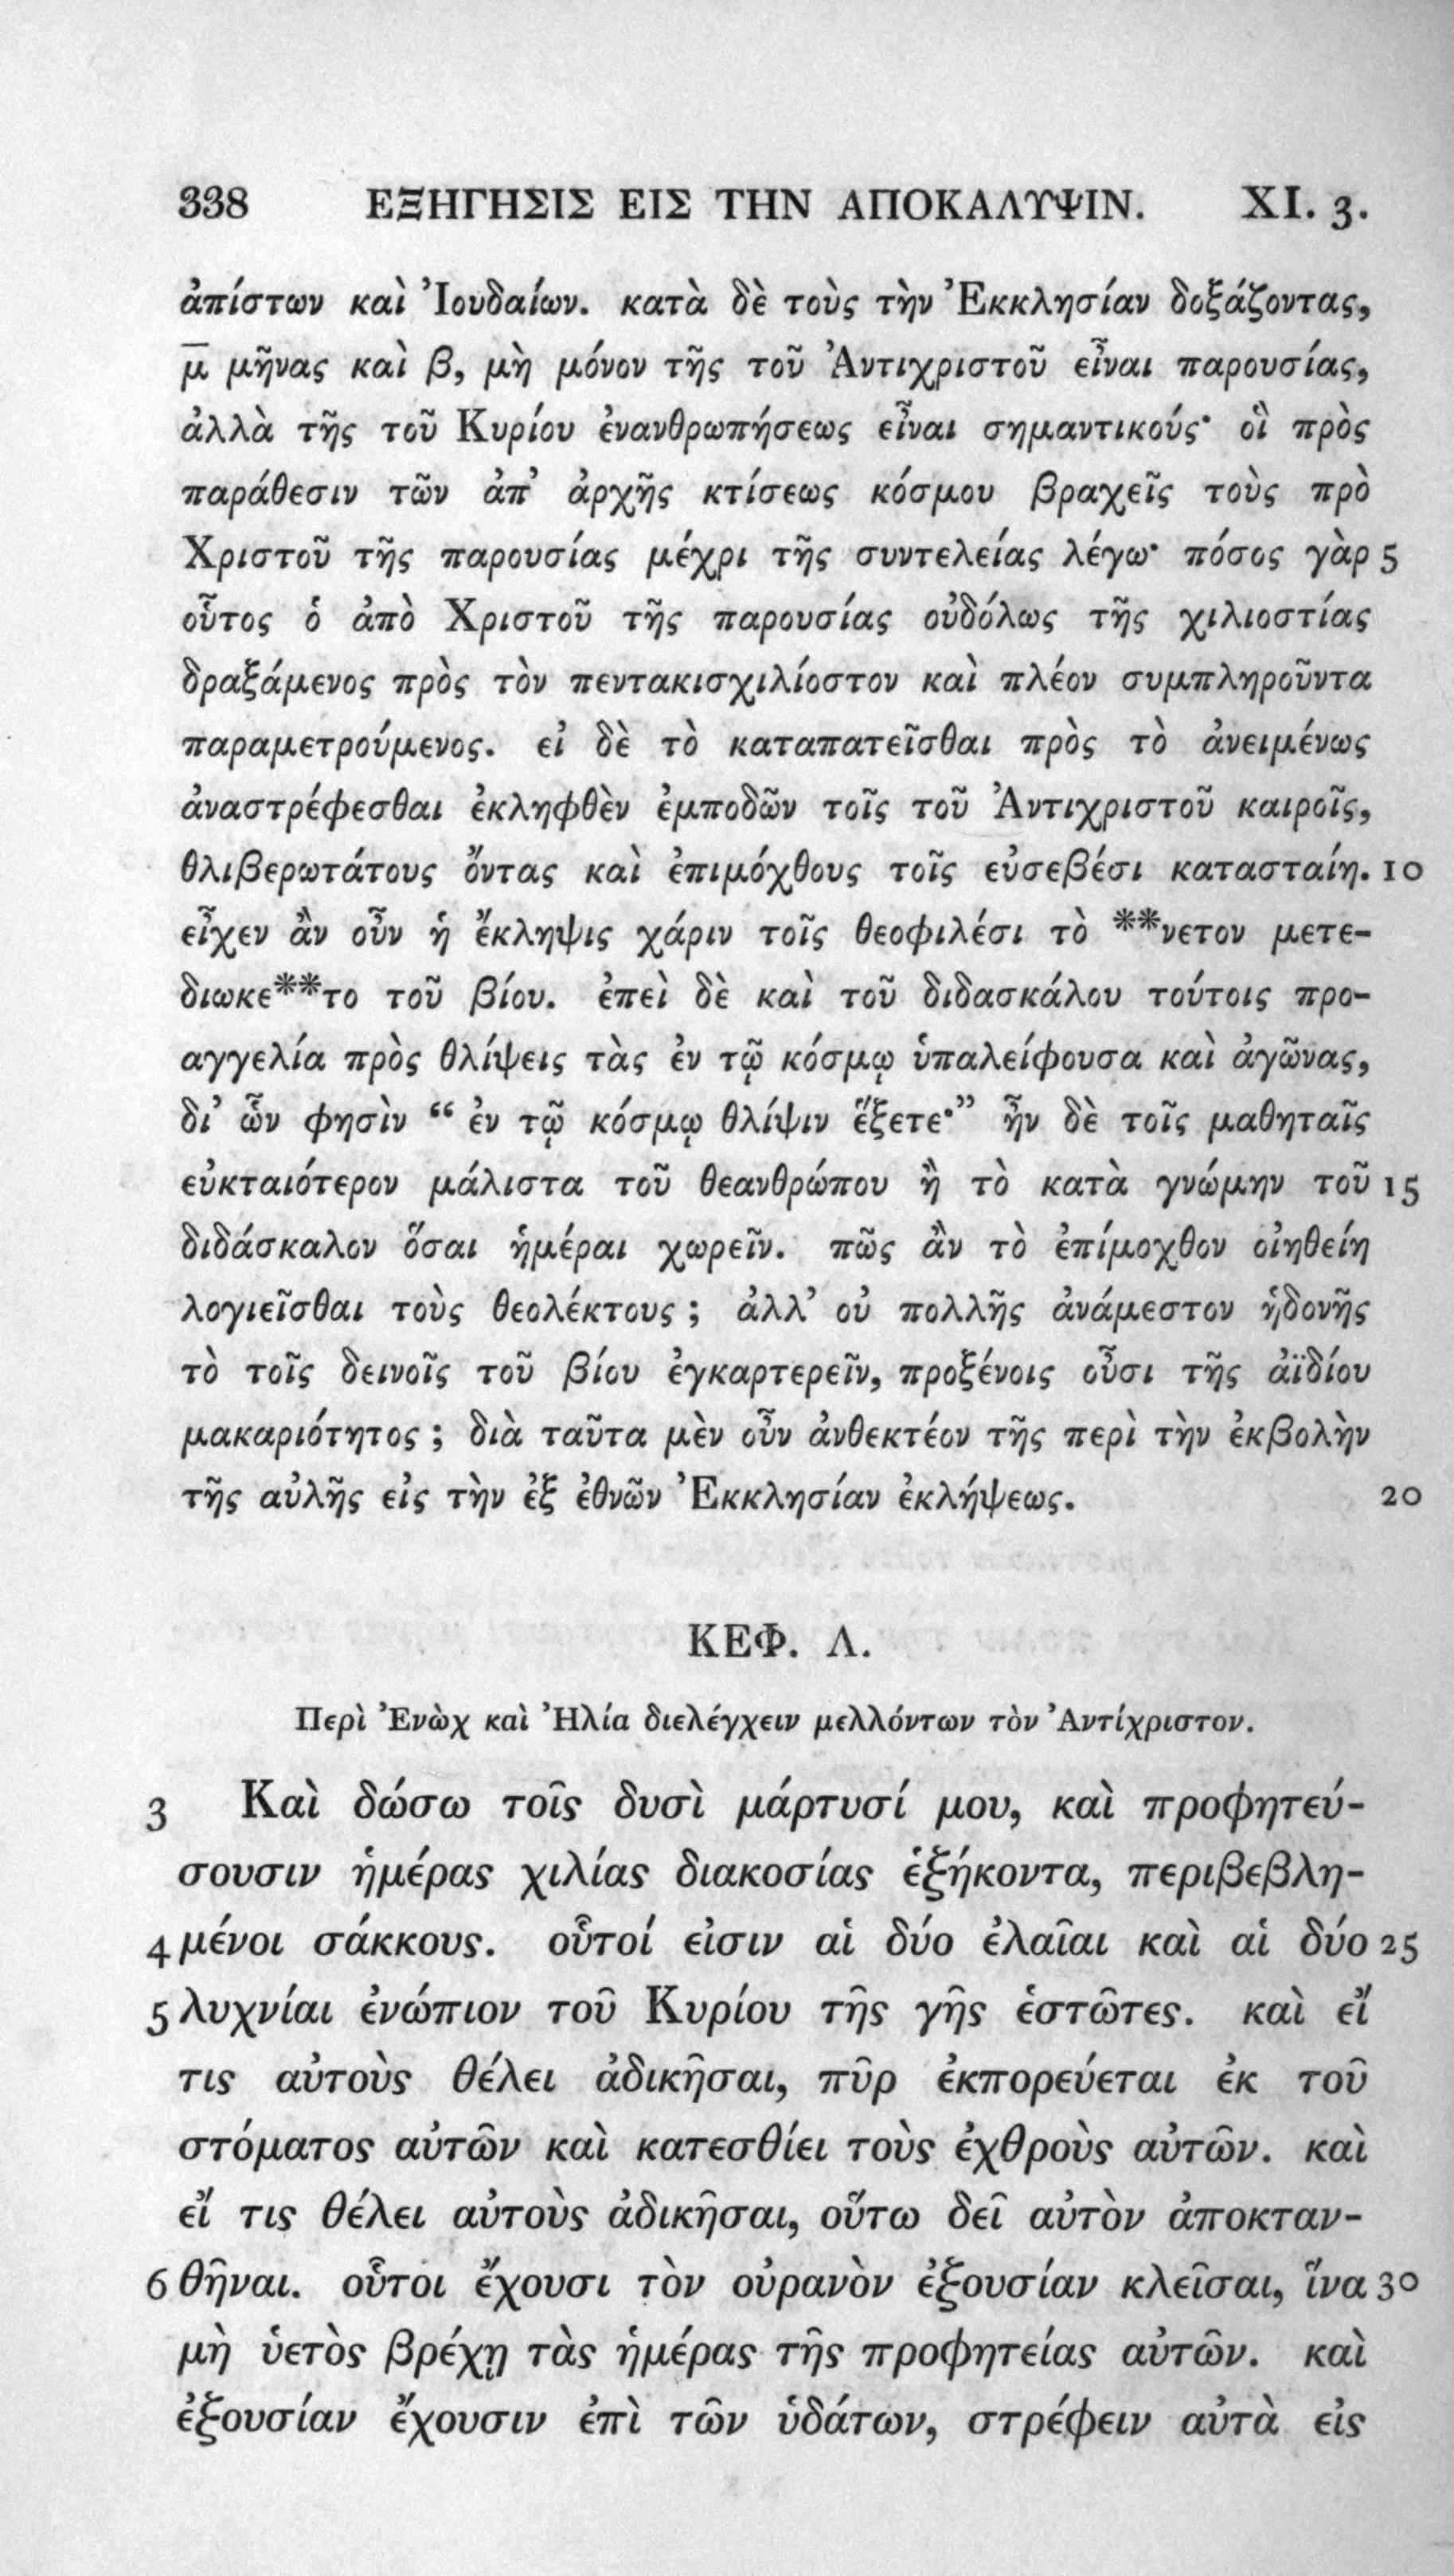 338 ΕΞΗΓΗΣΙΣ ΕΙΣ ΤΗΝ ΑΠΟΚΑΛΥΨΙΝ. XI. 3.
ἀπίστων καὶ Ἰουδαίων. κατὰ δὲ τοὺς τὴν Ἐκκλησίαν δοξάζοντας,
μ̅ μῆνας καὶ β, μὴ μόνον τῆς τοῦ Ἀντιχριστοῦ εἶναι παρουσίας,
ἀλλὰ τῆς τοῦ Κυρίου ἐνανθρωπήσεως εἶναι σημαντικούς· οἳ πρὸς
παράθεσιν τῶν ἀπ’ ἀρχῆς κτίσεως κόσμου βραχεῖς τοὺς πρὸ
Χριστοῦ τῆς παρουσίας μέχρι τῆς συντελείας λέγω· πόσος γὰρ 5
οὗτος ὁ ἀπὸ Χριστοῦ τῆς παρουσίας οὐδόλως τῆς χιλιοστίας
δραξάμενος πρὸς τὸν πεντακισχιλίοστον καὶ πλέον συμπληροῦντα
παραμετρούμενος. εἰ δὲ τὸ καταπατεῖσθαι πρὸς τὸ ἀνειμένως
ἀναστρέφεσθαι ἐκληφθὲν ἐμποδῶν τοῖς τοῦ Ἀντιχριστοῦ καιροῖς,
θλιβερωτάτους ὄντας καὶ ἐπιμόχθους τοῖς εὐσεβέσι κατασταίη. 10
εἶχεν ἂν οὖν ἡ ἔκληψις χάριν τοῖς θεοφιλέσι τὸ **νετον μετε-
διωκε**το τοῦ βίου. ἐπεὶ δὲ καὶ τοῦ διδασκάλου τούτοις προ-
αγγελία πρὸς θλίψεις τὰς ἐν τῷ κόσμῳ ὑπαλείφουσα καὶ ἀγῶνας,
δι’ ὧν φησὶν “ ἐν τῷ κόσμῳ θλίψιν ἕξετε·” ἦν δὲ τοῖς μαθηταῖς
εὐκταιότερον μάλιστα τοῦ θεανθρώπου ἢ τὸ κατὰ γνώμην τοῦ 15
διδάσκαλον ὅσαι ἡμέραι χωρεῖν. πῶς ἂν τὸ ἐπίμοχθον οἰηθείη
λογιεῖσθαι τοὺς θεολέκτους ; ἀλλ’ οὐ πολλῆς ἀνάμεστον ἡδονῆς
τὸ τοῖς δεινοῖς τοῦ βίου ἐγκαρτερεῖν, προξένοις οὖσι τῆς ἀϊδίου
μακαριότητος ; διὰ ταῦτα μὲν οὖν ἀνθεκτέον τῆς περὶ τὴν ἐκβολὴν
τῆς αὐλῆς εἰς τὴν ἐξ ἐθνῶν Ἐκκλησίαν ἐκλήψεως. 20
ΚΕΦ. Λ.
Περὶ Ἐνὼχ καὶ Ἠλία διελέγχειν μελλόντων τὸν Ἀντίχριστον.
3 Καὶ δώσω τοῖς δυσὶ μάρτυσί μου, καὶ προφητεύ-
σουσιν ἡμέρας χιλίας διακοσίας ἑξήκοντα, περιβεβλη-
4 μένοι σάκκους. οὗτοί εἰσιν αἱ δύο ἐλαῖαι καὶ αἱ δύο 25
5 λυχνίαι ἐνώπιον τοῦ Κυρίου τῆς γῆς ἑστῶτες. καὶ εἴ
τις αὐτοὺς θέλει ἀδικῆσαι, πῦρ ἐκπορεύεται ἐκ τοῦ
στόματος αὐτῶν καὶ κατεσθίει τοὺς ἐχθροὺς αὐτῶν. καὶ
εἴ τις θέλει αὐτοὺς ἀδικῆσαι, οὕτω δεῖ αὐτὸν ἀποκταν-
6 θῆναι. οὗτοι ἔχουσι τὸν οὐρανὸν ἐξουσίαν κλεῖσαι, ἵνα 30
μὴ ὑετὸς βρέχῃ τὰς ἡμέρας τῆς προφητείας αὐτῶν. καὶ
ἐξουσίαν ἔχουσιν ἐπὶ τῶν ὑδάτων, στρέφειν αὐτὰ εἰς